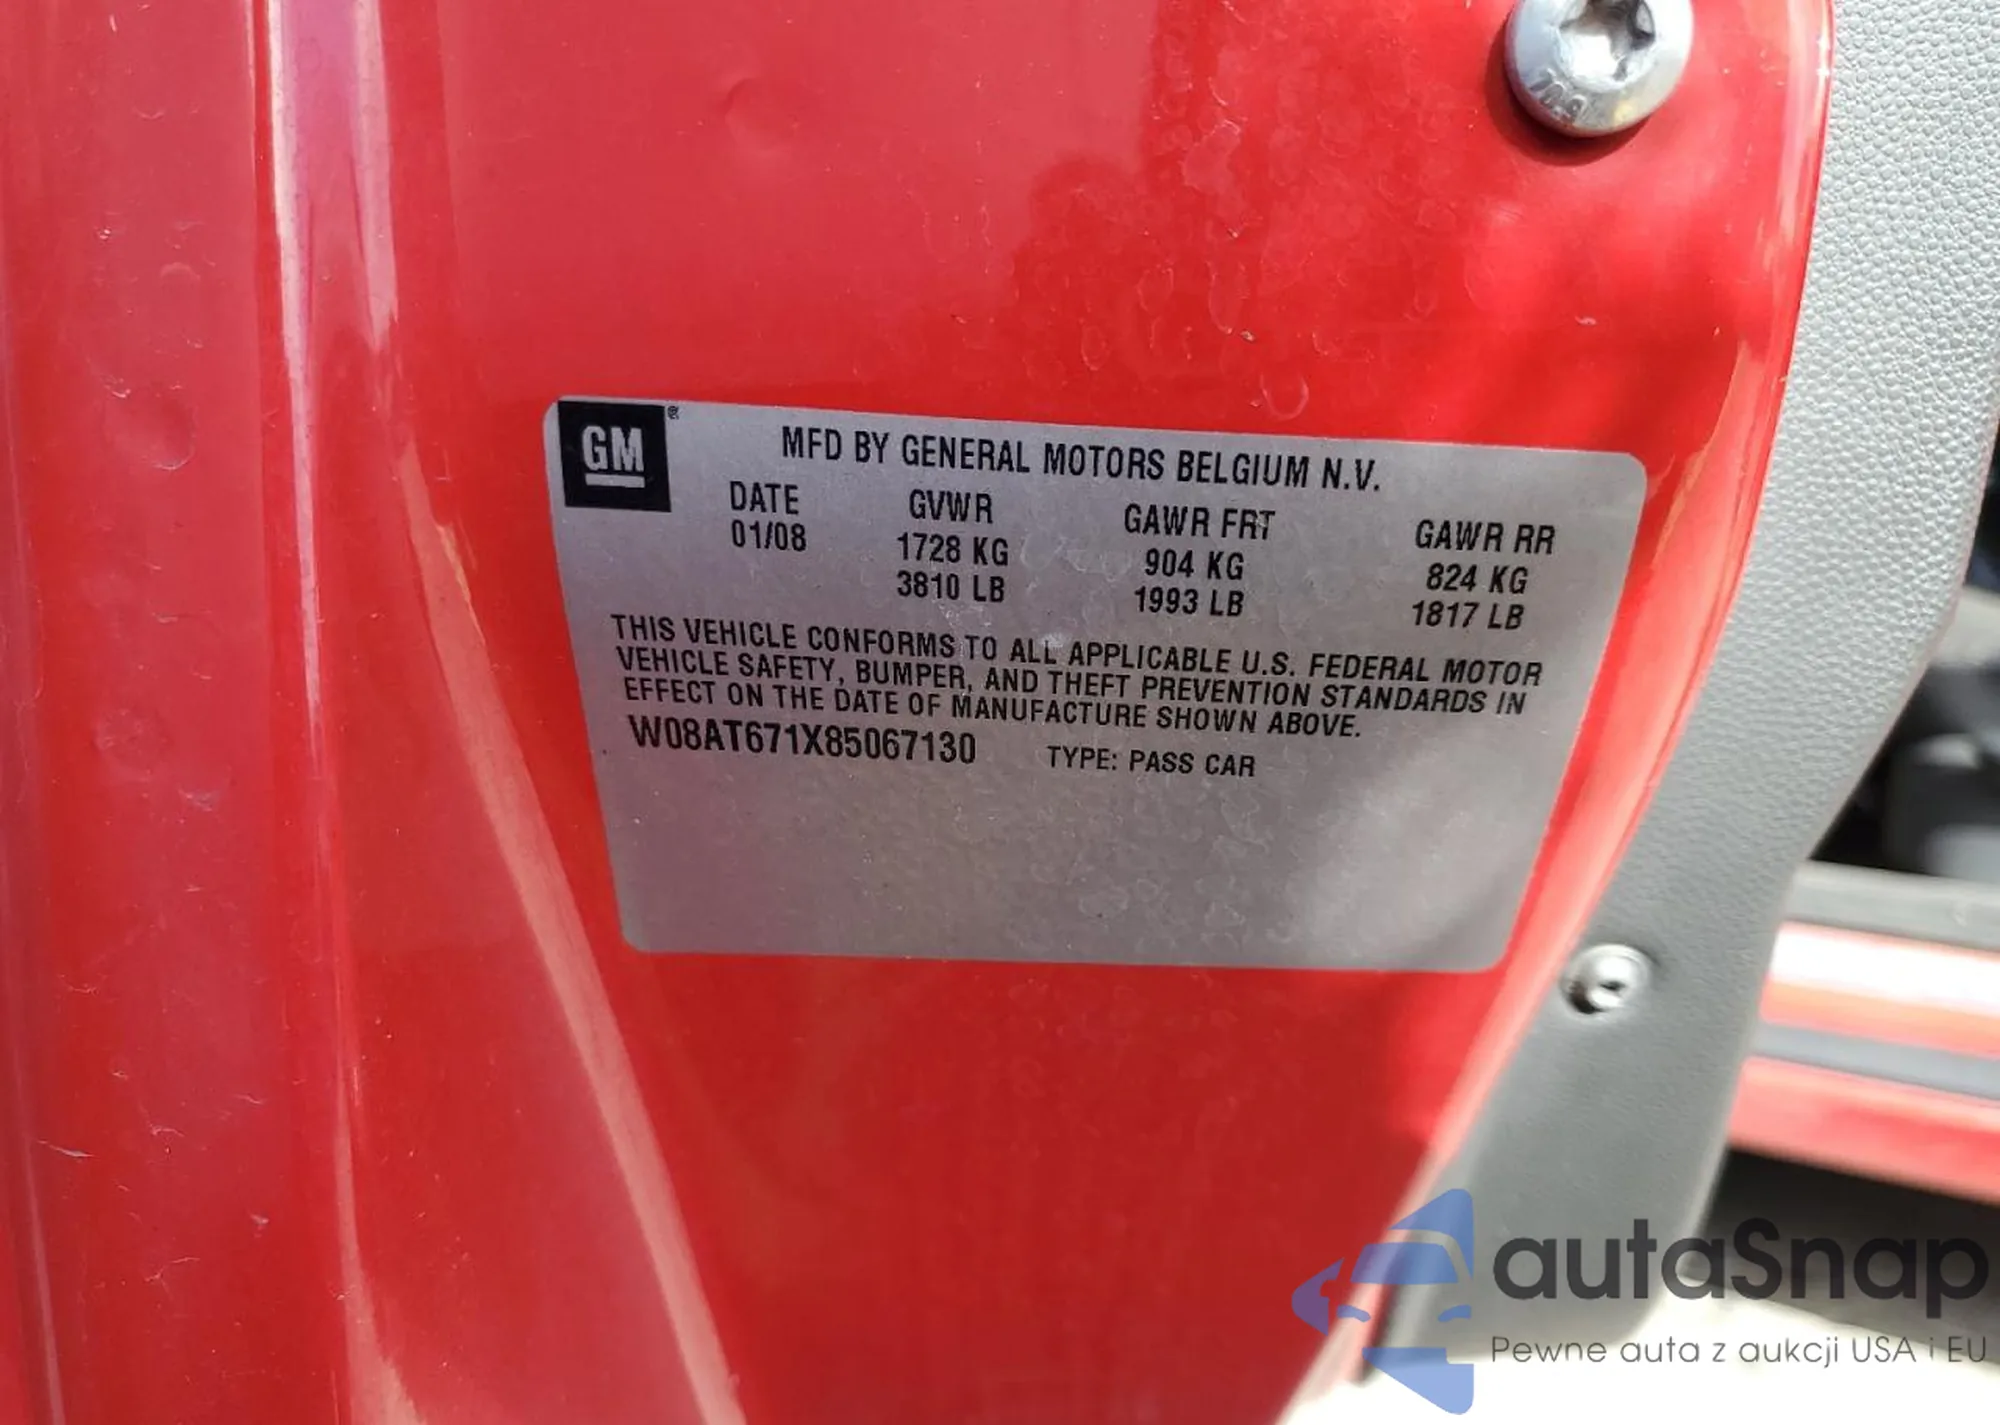 GM®
MFD BY GENERAL MOTORS BELGIUM N.V.
DATE GVWR GAWR FRT GAWR RR
01/08 1728 KG 904 KG 824 KG
3810 LB 1993 LB 1817 LB
THIS VEHICLE CONFORMS TO ALL APPLICABLE U.S. FEDERAL MOTOR
VEHICLE SAFETY, BUMPER, AND THEFT PREVENTION STANDARDS IN
EFFECT ON THE DATE OF MANUFACTURE SHOWN ABOVE.
W08AT671X85067130 TYPE: PASS CAR
autaSnap
Pewne auta z aukcji USA i EU